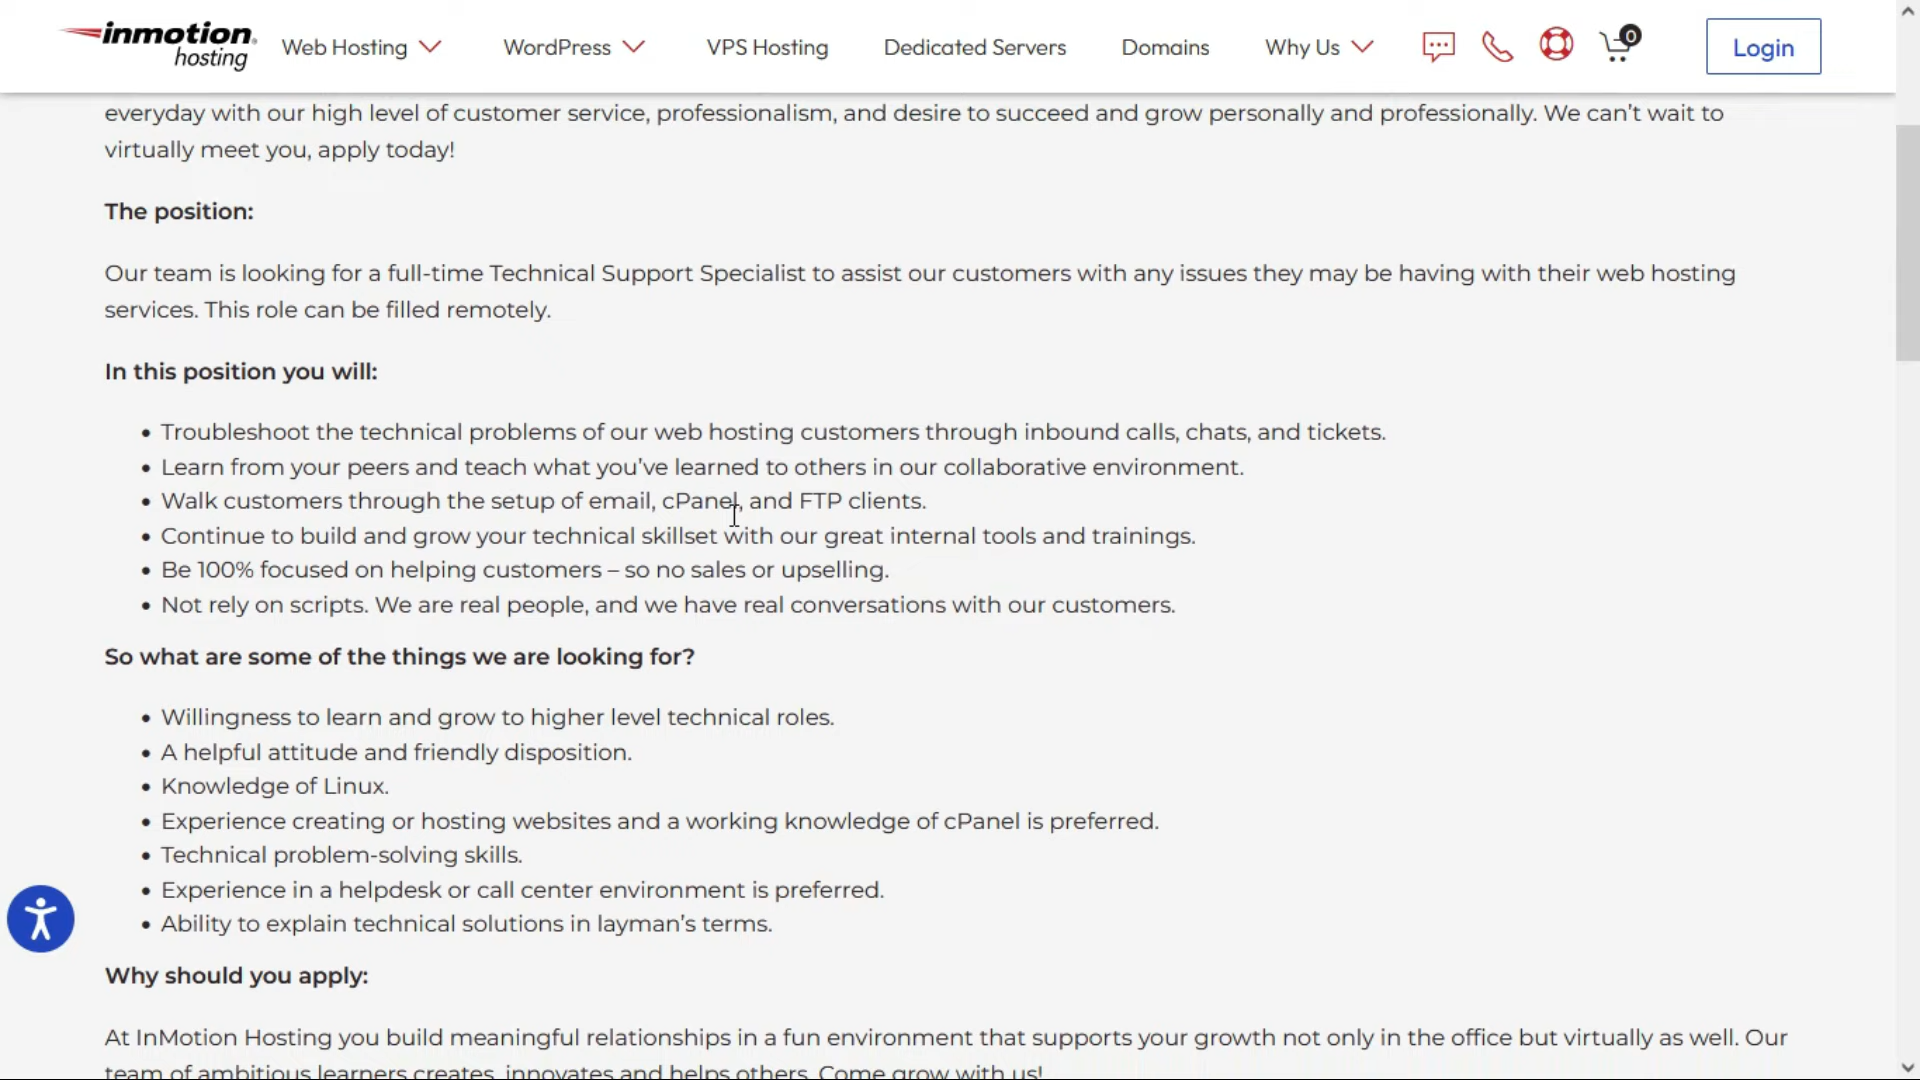 inmotion hosting
Web Hosting
WordPress
VPS Hosting
Dedicated Servers
Domains
Why Us
0
Login
everyday with our high level of customer service, professionalism, and desire to succeed and grow personally and professionally. We can’t wait to
virtually meet you, apply today!
The position:
Our team is looking for a full-time Technical Support Specialist to assist our customers with any issues they may be having with their web hosting
services. This role can be filled remotely.
In this position you will:
• Troubleshoot the technical problems of our web hosting customers through inbound calls, chats, and tickets.
• Learn from your peers and teach what you’ve learned to others in our collaborative environment.
• Walk customers through the setup of email, cPanel, and FTP clients.
• Continue to build and grow your technical skillset with our great internal tools and trainings.
• Be 100% focused on helping customers – so no sales or upselling.
• Not rely on scripts. We are real people, and we have real conversations with our customers.
So what are some of the things we are looking for?
• Willingness to learn and grow to higher level technical roles.
• A helpful attitude and friendly disposition.
• Knowledge of Linux.
• Experience creating or hosting websites and a working knowledge of cPanel is preferred.
• Technical problem-solving skills.
• Experience in a helpdesk or call center environment is preferred.
• Ability to explain technical solutions in layman’s terms.
Why should you apply:
At InMotion Hosting you build meaningful relationships in a fun environment that supports your growth not only in the office but virtually as well. Our
team of ambitious learners creates, innovates and helps others. Come grow with us!